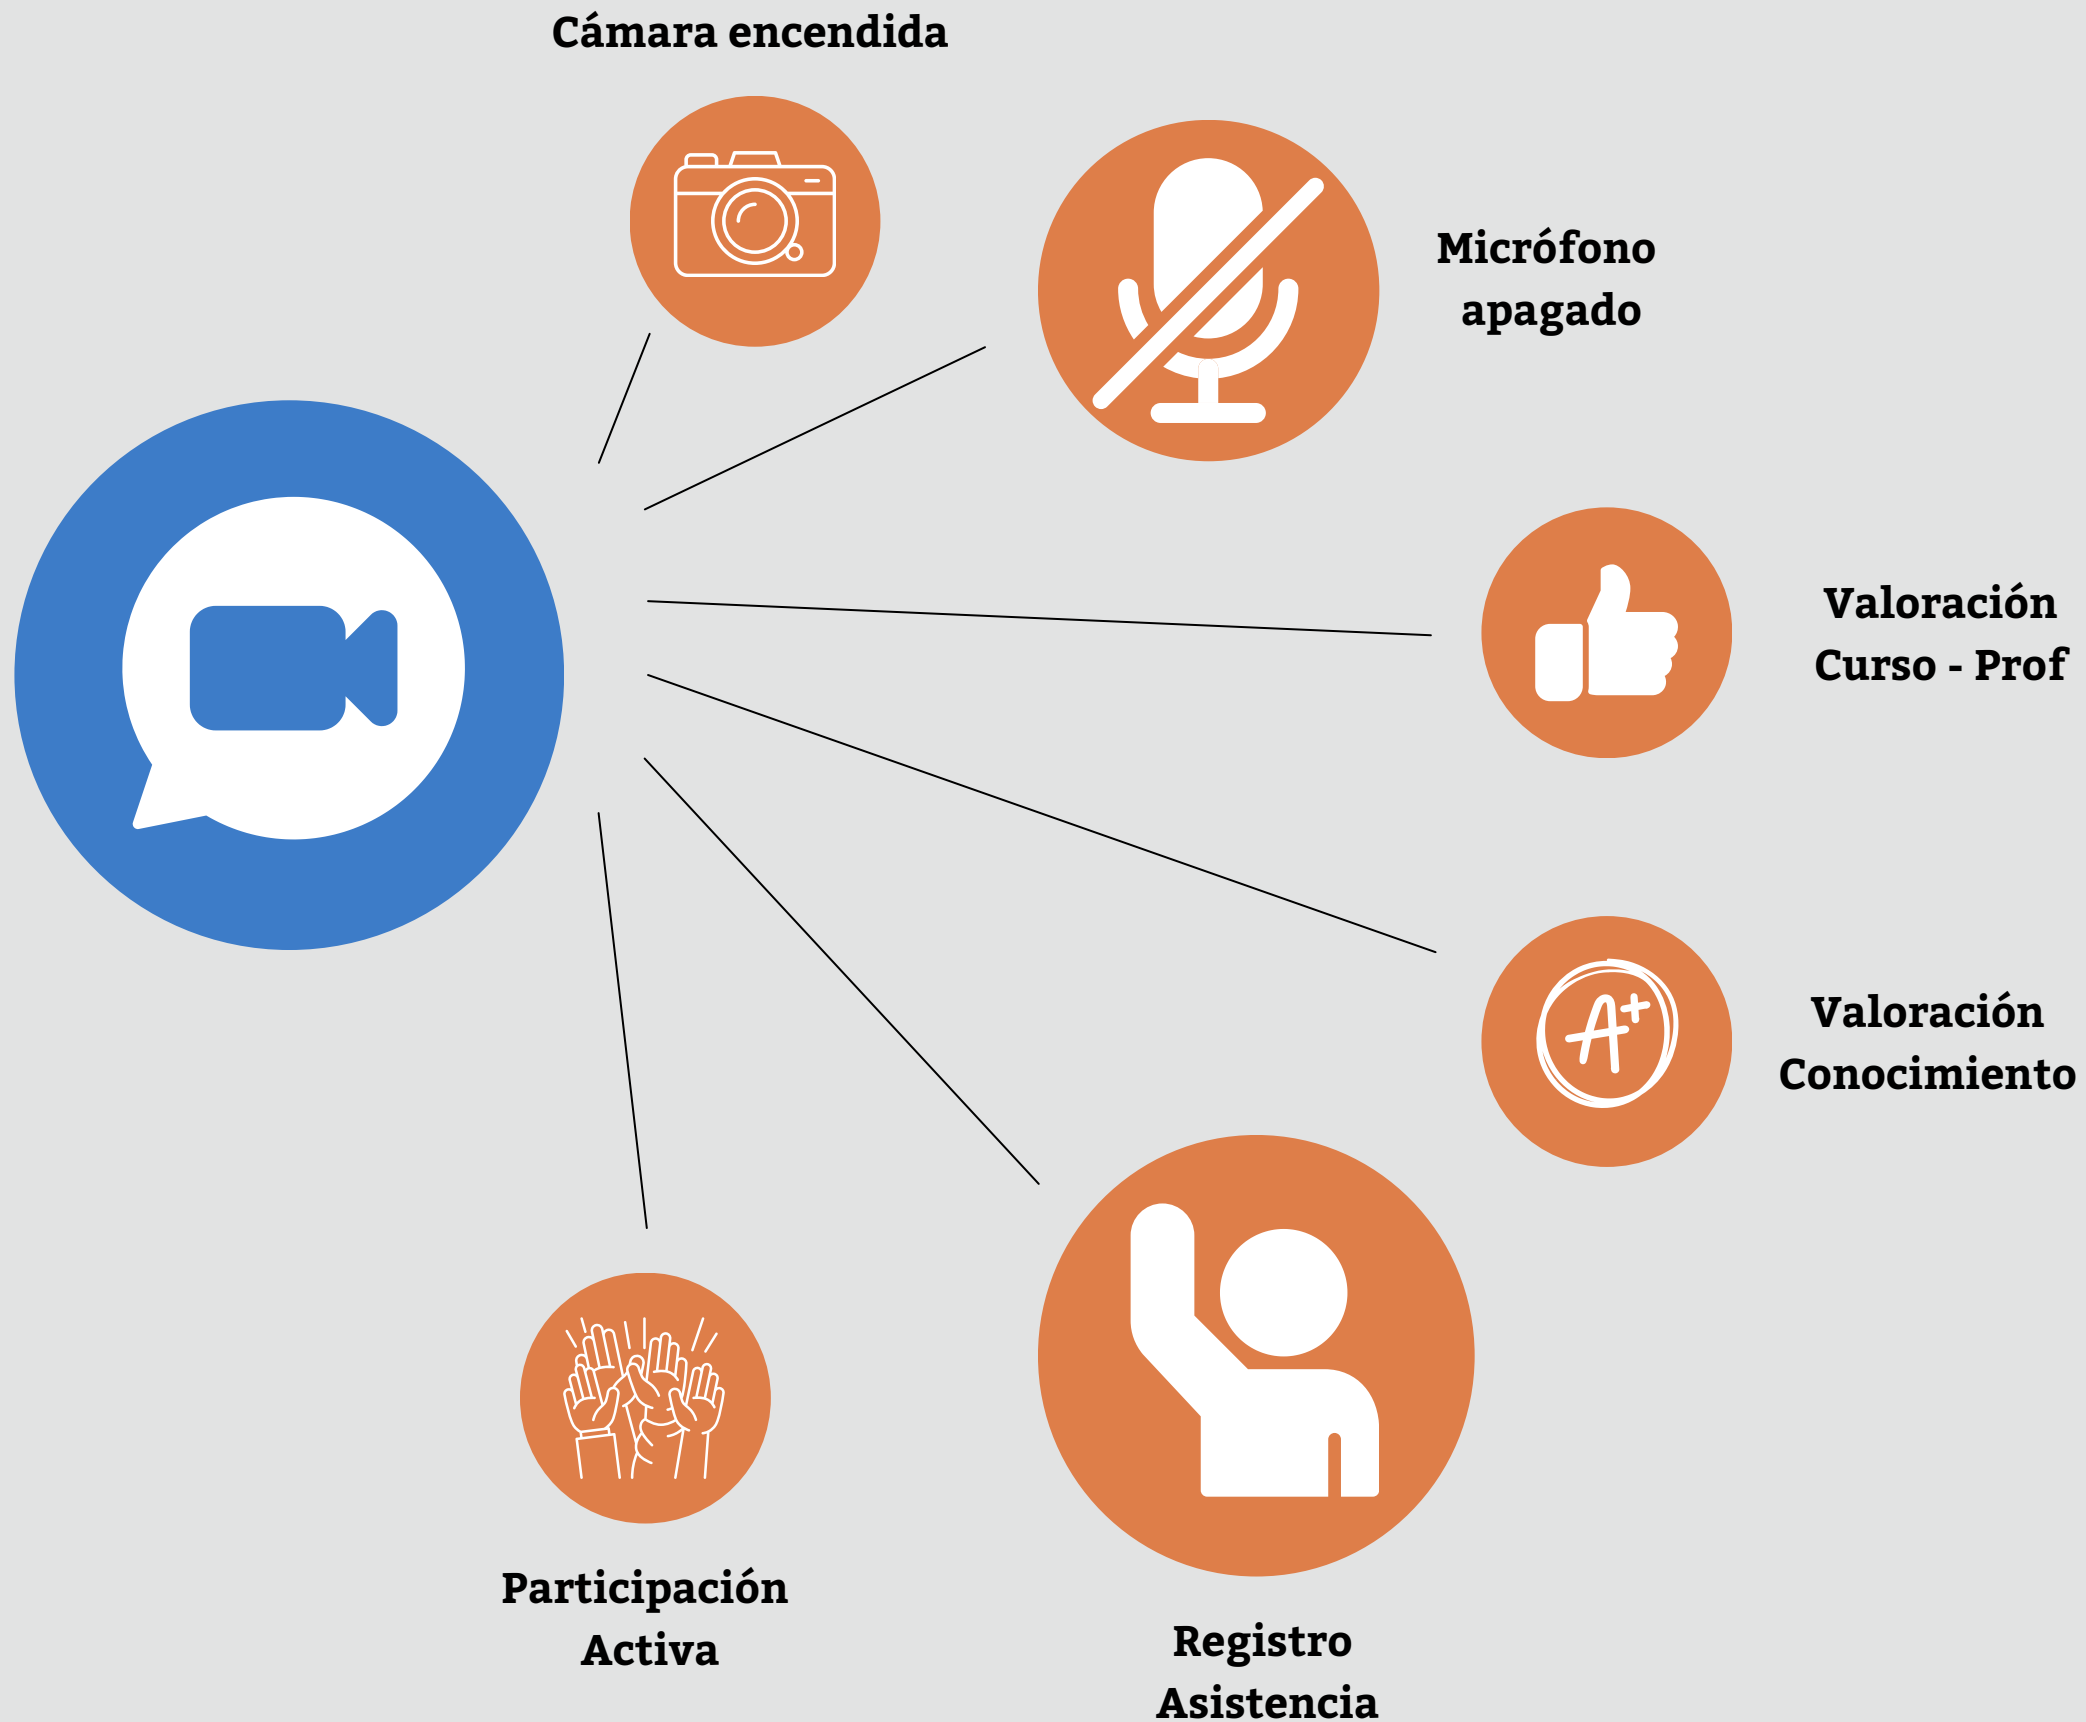 Cámara encendida
Micrófono
apagado
Valoración
Curso - Prof
A+
Valoración
Conocimiento
Participación
Activa
Registro
Asistencia